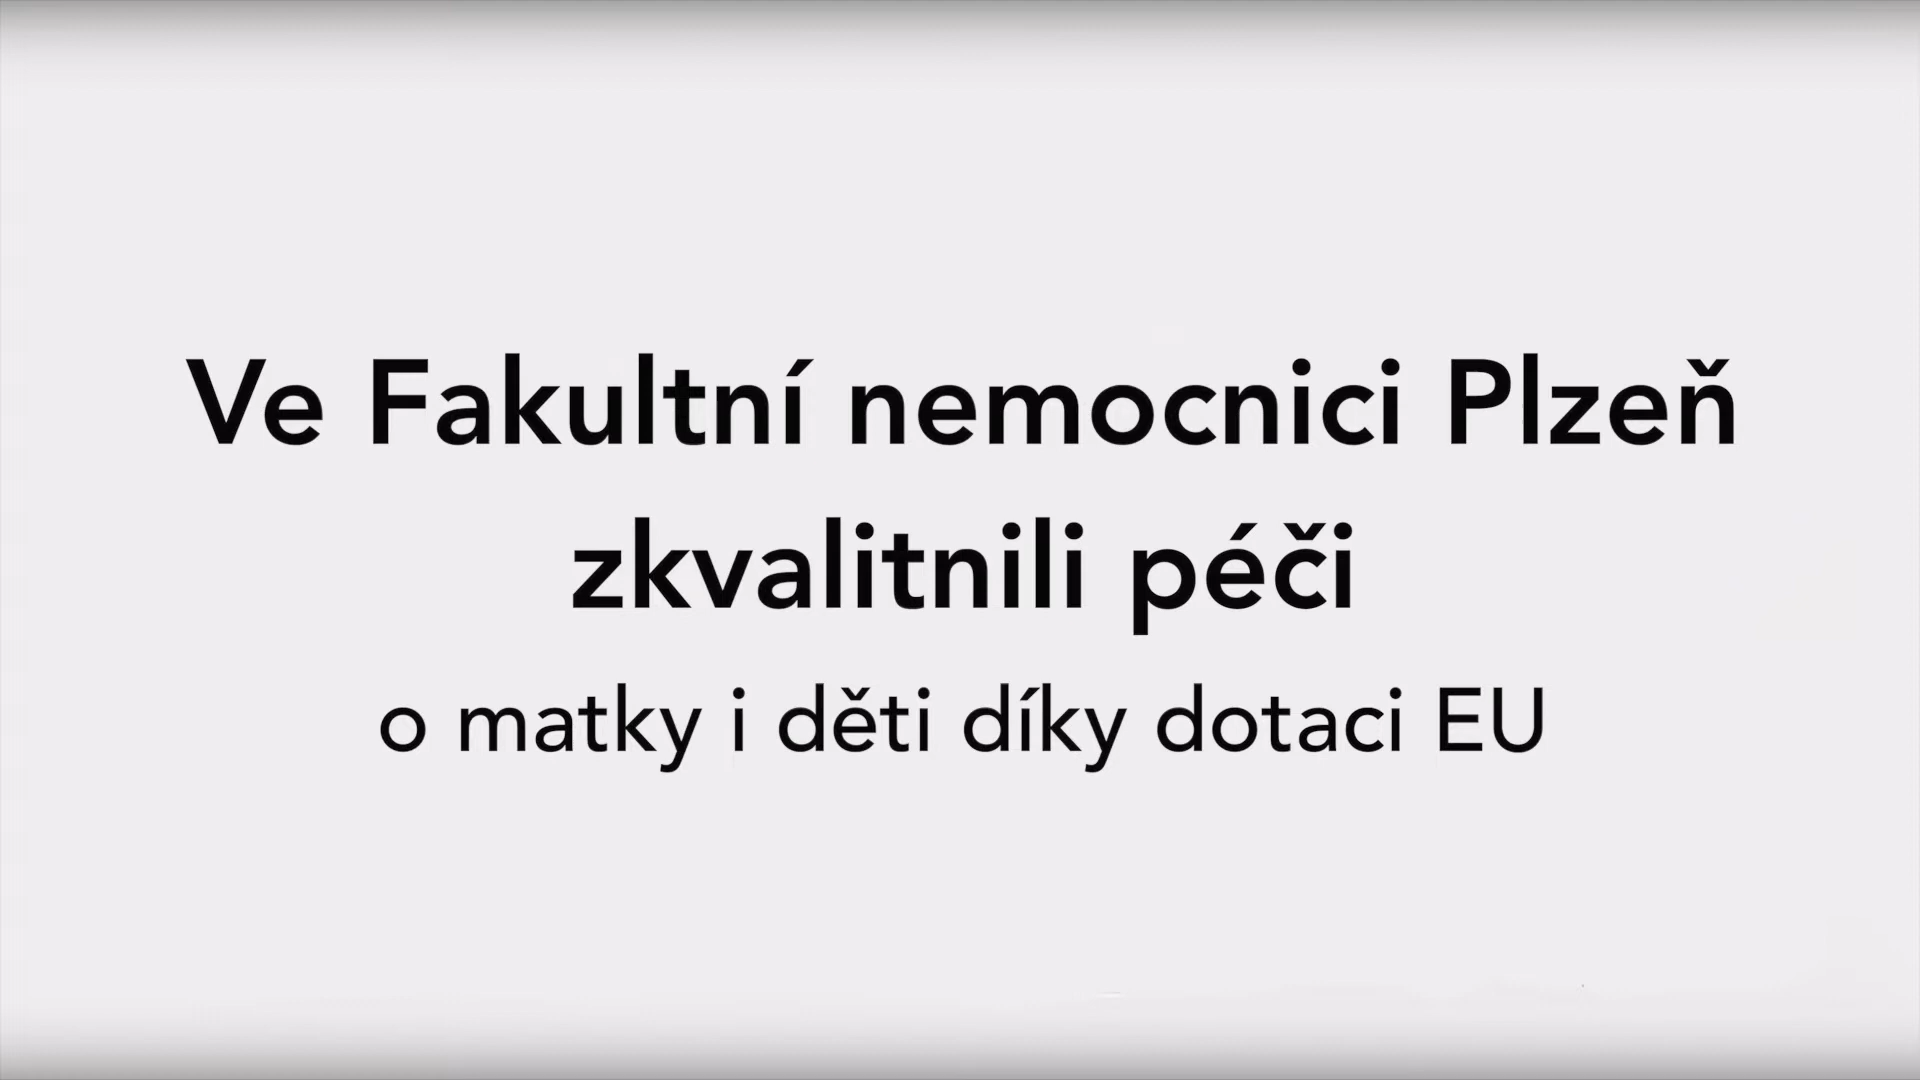 Ve Fakultní nemocnici Plzeň
zkvalitnili péči
o matky i děti díky dotaci EU